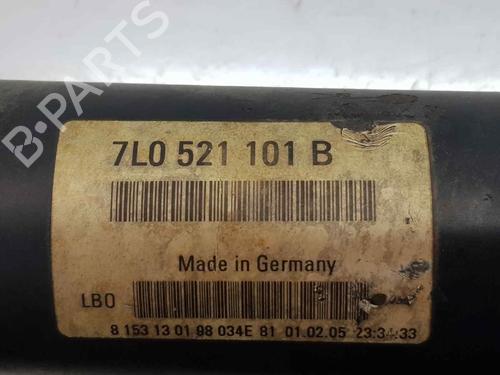 B-PARTS
7L0 521 101 B
Made in Germany
LBO
8 153 13 01 98 034E 81 01.02.05 23:34:33